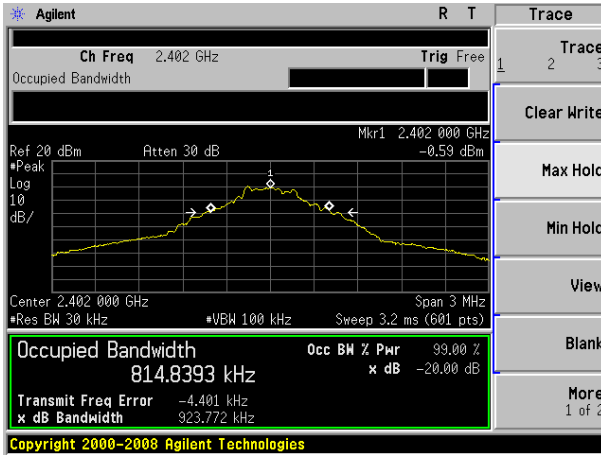 Agilent R T Trace
Ch Freq 2.402 GHz Trig Free
Occupied Bandwidth
Trace
1 2 3
Clear Write
Max Hold
Min Hold
View
Blank
More
1 of 2
Mkr1 2.402 000 GHz
Ref 20 dBm Atten 30 dB -0.59 dBm
#Peak
Log
10
dB/
1
Center 2.402 000 GHz Span 3 MHz
#Res BW 30 kHz #VBW 100 kHz Sweep 3.2 ms (601 pts)
Occupied Bandwidth Occ BW % Pwr 99.00 %
814.8393 kHz x dB -20.00 dB
Transmit Freq Error -4.401 kHz
x dB Bandwidth 923.772 kHz
Copyright 2000-2008 Agilent Technologies